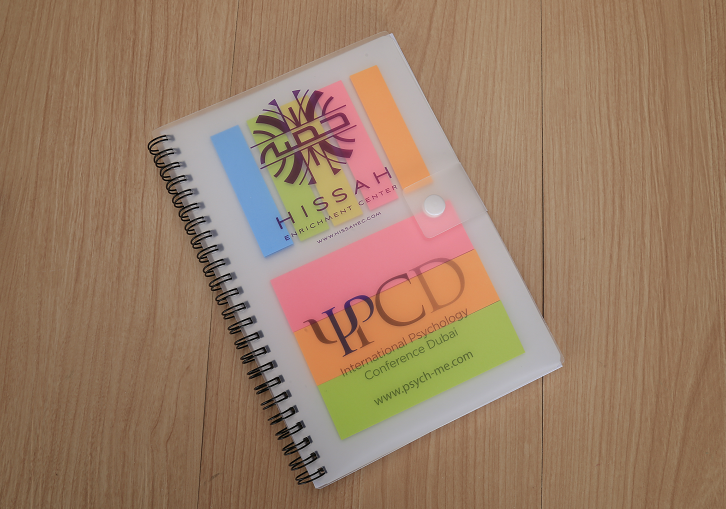 HISSAH
ENRICHMENT CENTER
www.hissahec.com
ΨPCD
International Psychology
Conference Dubai
www.psych-me.com